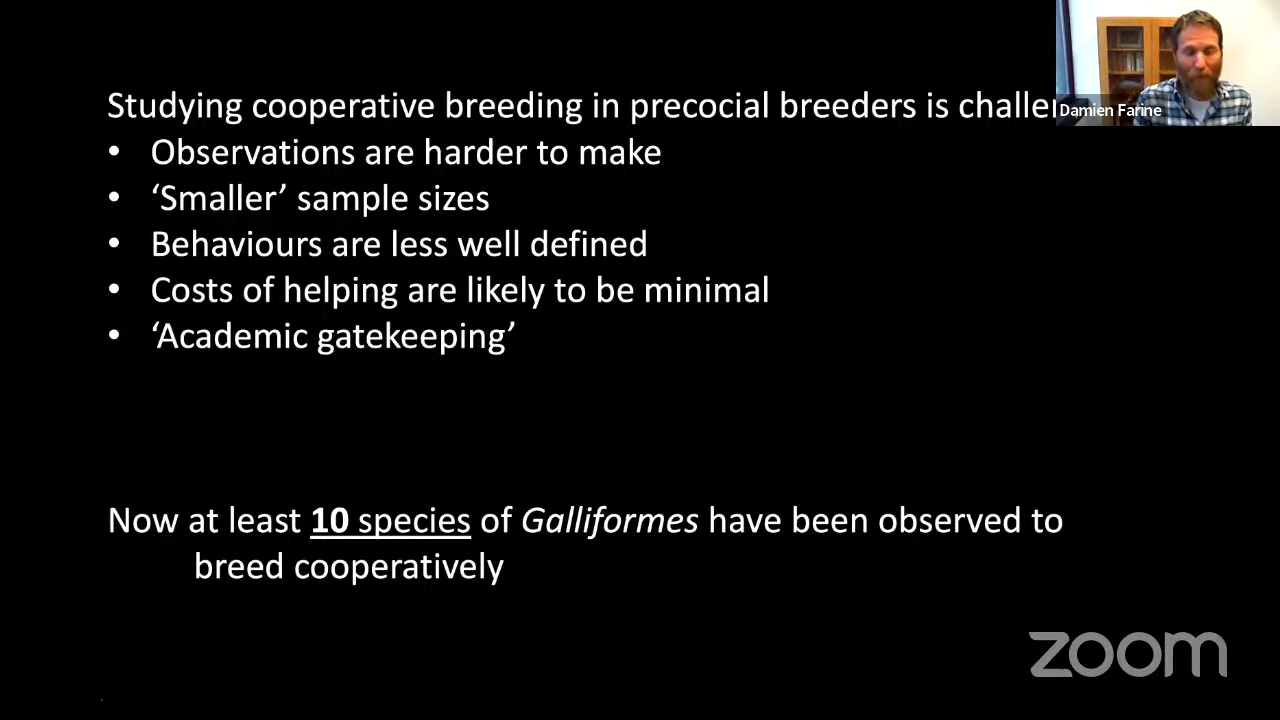 Studying cooperative breeding in precocial breeders is challe
• Observations are harder to make
• ‘Smaller’ sample sizes
• Behaviours are less well defined
• Costs of helping are likely to be minimal
• ‘Academic gatekeeping’
Now at least 10 species of Galliformes have been observed to
breed cooperatively
Damien Farine
zoom